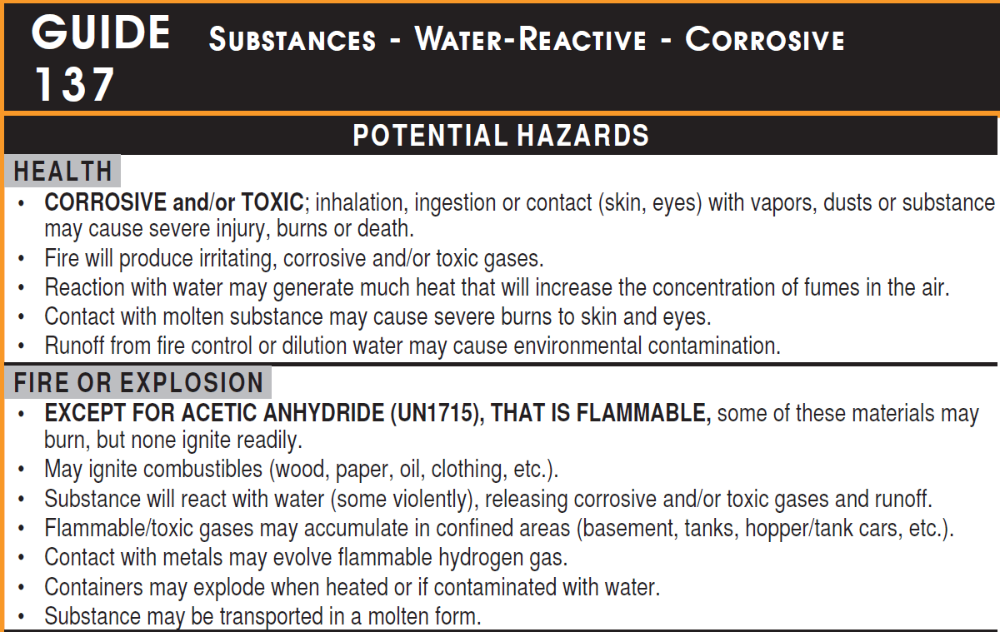 GUIDE SUBSTANCES - WATER-REACTIVE - CORROSIVE
137
POTENTIAL HAZARDS
HEALTH
• CORROSIVE and/or TOXIC; inhalation, ingestion or contact (skin, eyes) with vapors, dusts or substance
may cause severe injury, burns or death.
• Fire will produce irritating, corrosive and/or toxic gases.
• Reaction with water may generate much heat that will increase the concentration of fumes in the air.
• Contact with molten substance may cause severe burns to skin and eyes.
• Runoff from fire control or dilution water may cause environmental contamination.
FIRE OR EXPLOSION
• EXCEPT FOR ACETIC ANHYDRIDE (UN1715), THAT IS FLAMMABLE, some of these materials may
burn, but none ignite readily.
• May ignite combustibles (wood, paper, oil, clothing, etc.).
• Substance will react with water (some violently), releasing corrosive and/or toxic gases and runoff.
• Flammable/toxic gases may accumulate in confined areas (basement, tanks, hopper/tank cars, etc.).
• Contact with metals may evolve flammable hydrogen gas.
• Containers may explode when heated or if contaminated with water.
• Substance may be transported in a molten form.